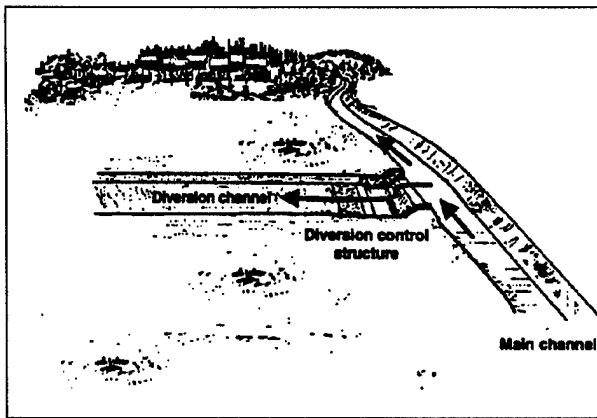 Diversion channel
Diversion control
structure
Main channel